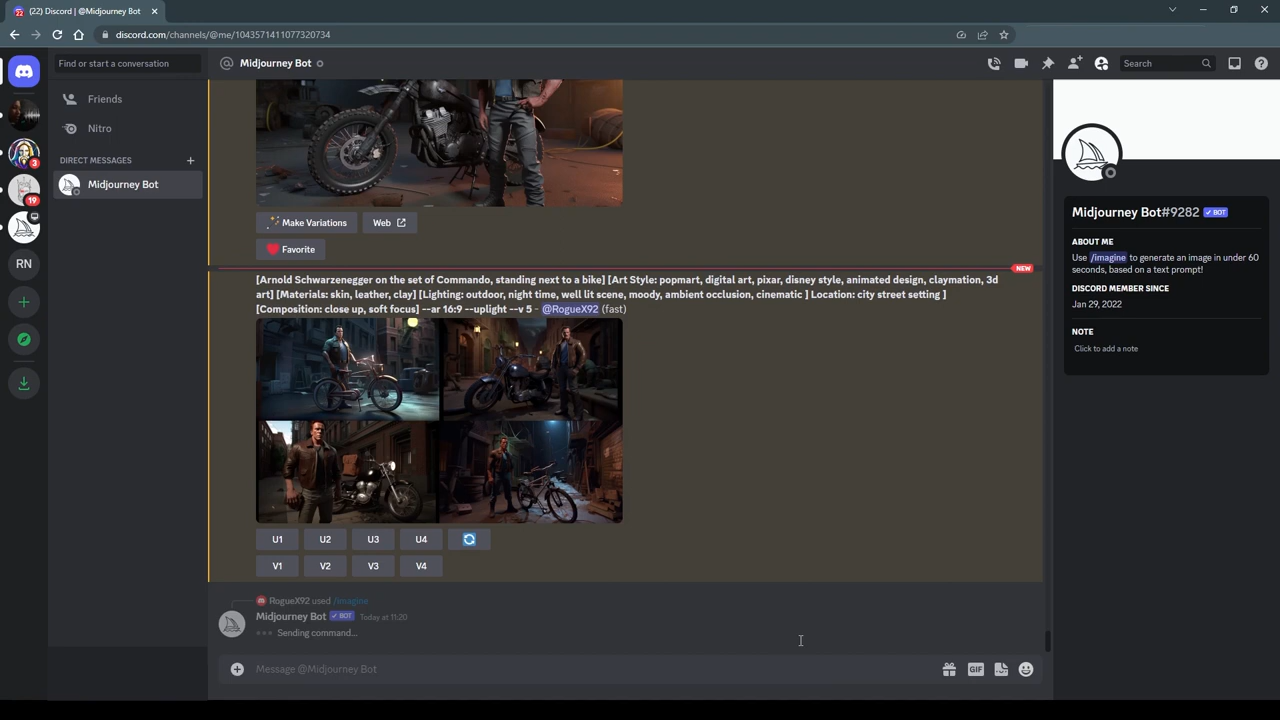 (22) Discord | @Midjourney Bot
discord.com/channels/@me/1043571411077320734
Find or start a conversation
Midjourney Bot
Search
Friends
Nitro
DIRECT MESSAGES
Midjourney Bot
3
19
RN
Make Variations
Web
Favorite
NEW
[Arnold Schwarzenegger on the set of Commando, standing next to a bike] [Art Style: popmart, digital art, pixar, disney style, animated design, claymation, 3d
art] [Materials: skin, leather, clay] [Lighting: outdoor, night time, well lit scene, moody, ambient occlusion, cinematic ] Location: city street setting ]
[Composition: close up, soft focus] --ar 16:9 --uplight --v 5 - @RogueX92 (fast)
U1 U2 U3 U4
V1 V2 V3 V4
RogueX92 used /imagine
Midjourney Bot ✓ BOT Today at 11:20
Sending command...
Message @Midjourney Bot
GIF
Midjourney Bot#9282 ✓ BOT
ABOUT ME
Use /imagine to generate an image in under 60
seconds, based on a text prompt!
DISCORD MEMBER SINCE
Jan 29, 2022
NOTE
Click to add a note